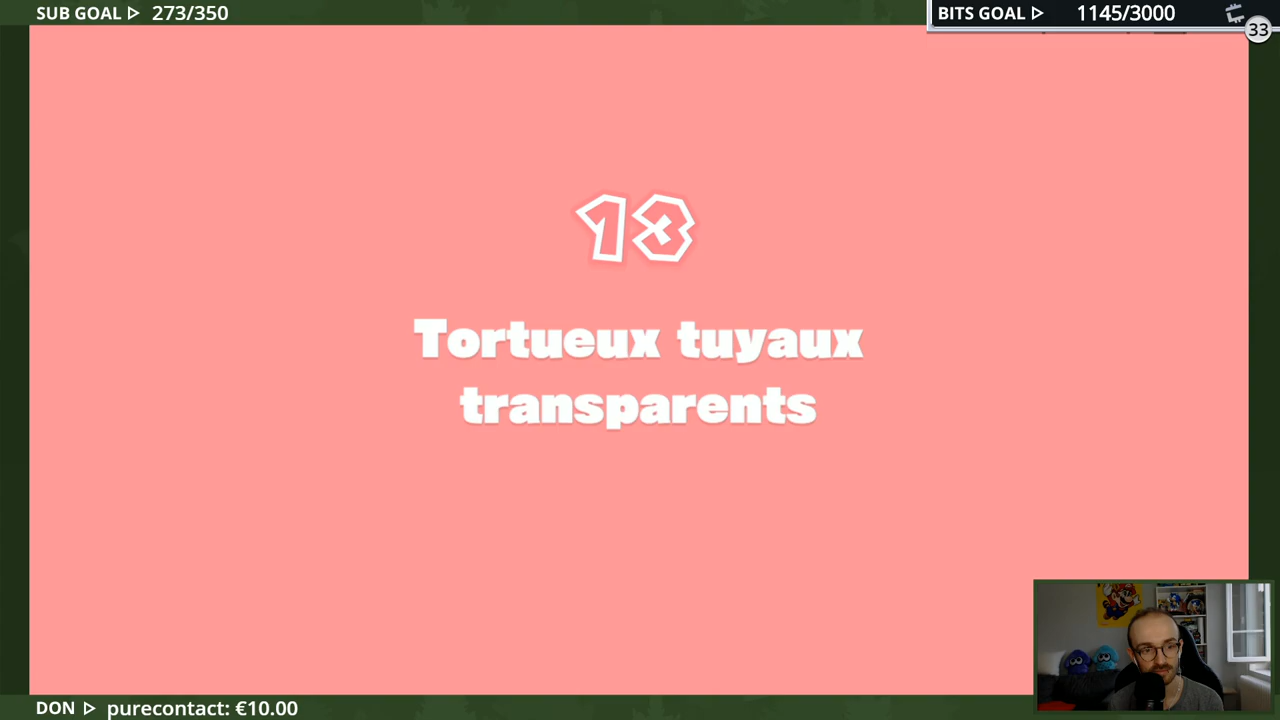 SUB GOAL ▷ 273/350
BITS GOAL ▷ 1145/3000
33
13
Tortueux tuyaux
transparents
DON ▷ purecontact: €10.00